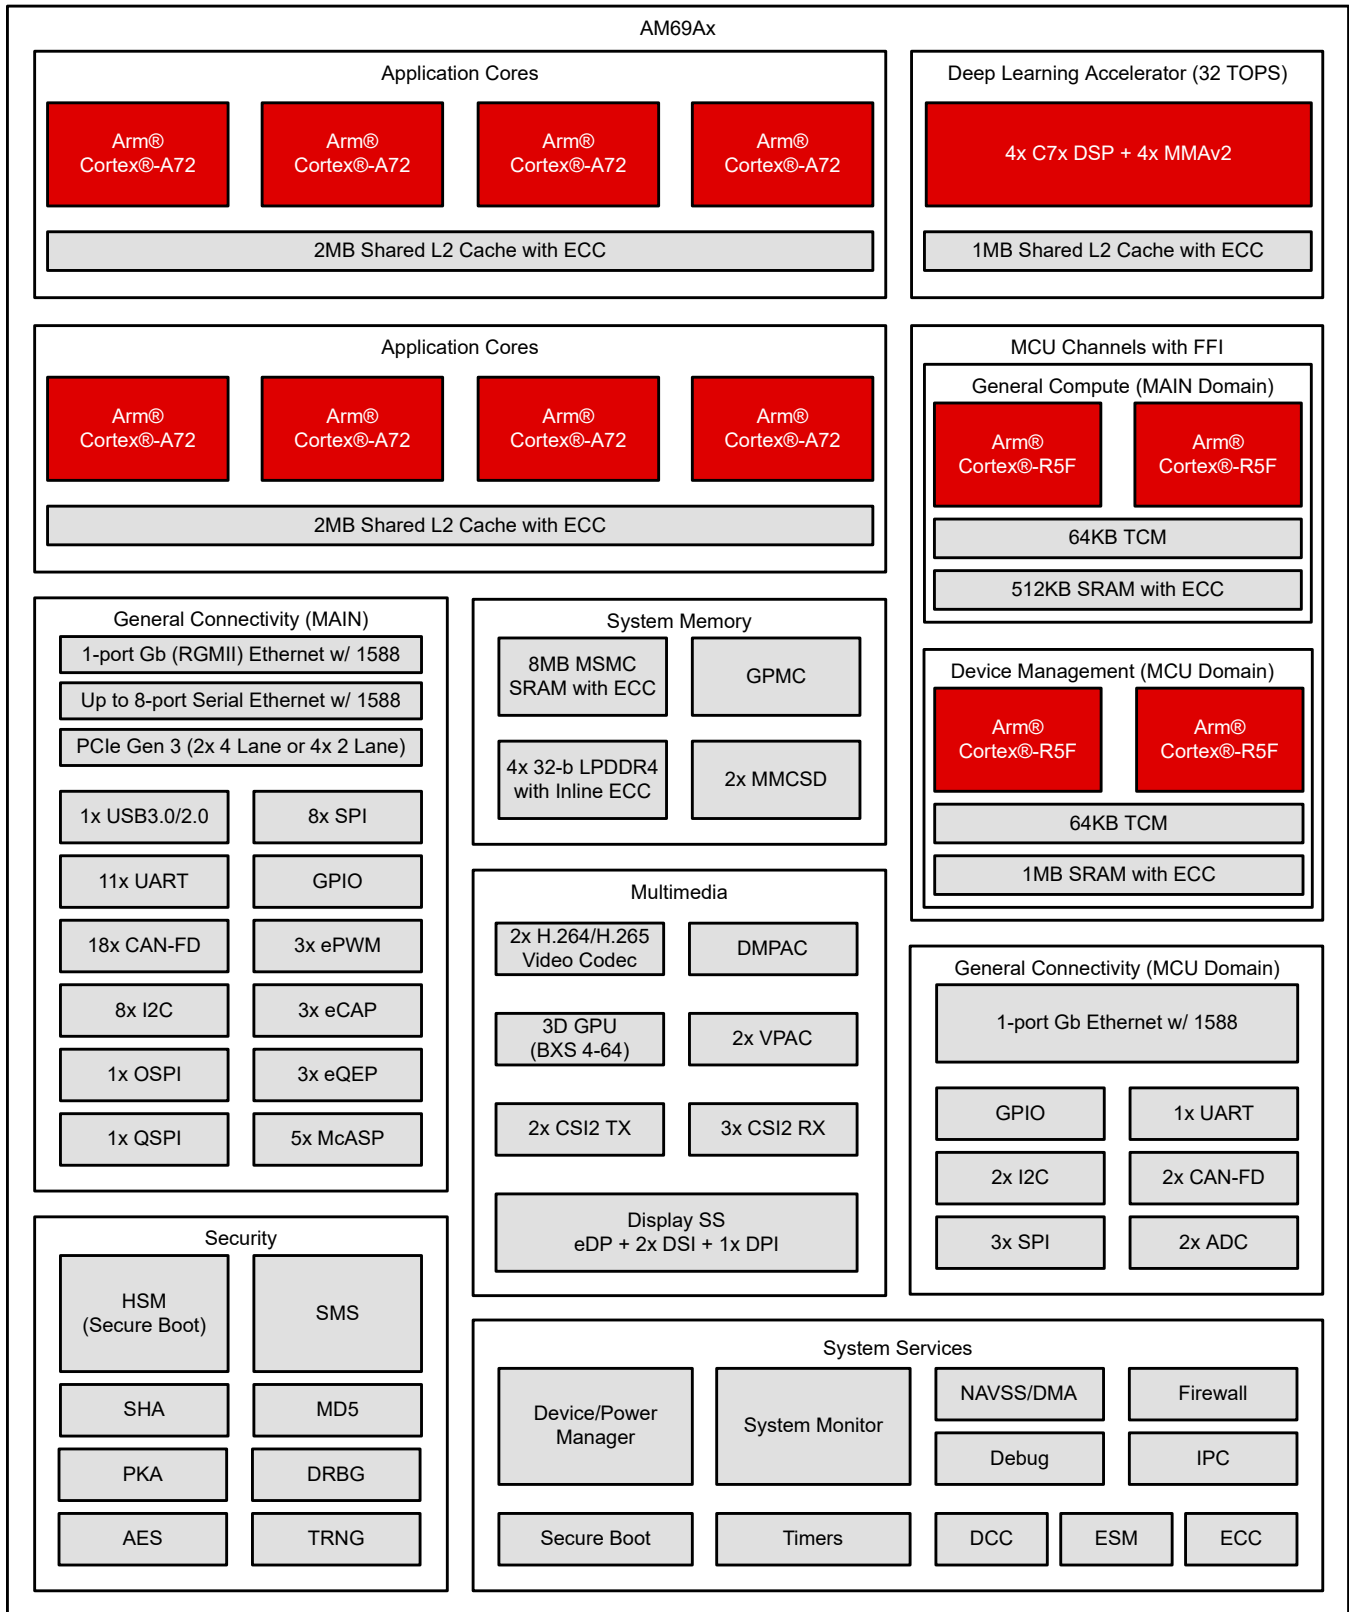 AM69Ax
Application Cores
Arm®
Cortex®-A72
Arm®
Cortex®-A72
Arm®
Cortex®-A72
Arm®
Cortex®-A72
2MB Shared L2 Cache with ECC
Deep Learning Accelerator (32 TOPS)
4x C7x DSP + 4x MMAv2
1MB Shared L2 Cache with ECC
Application Cores
Arm®
Cortex®-A72
Arm®
Cortex®-A72
Arm®
Cortex®-A72
Arm®
Cortex®-A72
2MB Shared L2 Cache with ECC
MCU Channels with FFI
General Compute (MAIN Domain)
Arm®
Cortex®-R5F
Arm®
Cortex®-R5F
64KB TCM
512KB SRAM with ECC
Device Management (MCU Domain)
Arm®
Cortex®-R5F
Arm®
Cortex®-R5F
64KB TCM
1MB SRAM with ECC
General Connectivity (MAIN)
1-port Gb (RGMII) Ethernet w/ 1588
Up to 8-port Serial Ethernet w/ 1588
PCIe Gen 3 (2x 4 Lane or 4x 2 Lane)
1x USB3.0/2.0
8x SPI
11x UART
GPIO
18x CAN-FD
3x ePWM
8x I2C
3x eCAP
1x OSPI
3x eQEP
1x QSPI
5x McASP
System Memory
8MB MSMC
SRAM with ECC
GPMC
4x 32-b LPDDR4
with Inline ECC
2x MMCSD
Multimedia
2x H.264/H.265
Video Codec
DMPAC
3D GPU
(BXS 4-64)
2x VPAC
2x CSI2 TX
3x CSI2 RX
Display SS
eDP + 2x DSI + 1x DPI
General Connectivity (MCU Domain)
1-port Gb Ethernet w/ 1588
GPIO
1x UART
2x I2C
2x CAN-FD
3x SPI
2x ADC
Security
HSM
(Secure Boot)
SMS
SHA
MD5
PKA
DRBG
AES
TRNG
System Services
Device/Power
Manager
System Monitor
NAVSS/DMA
Firewall
Debug
IPC
Secure Boot
Timers
DCC
ESM
ECC